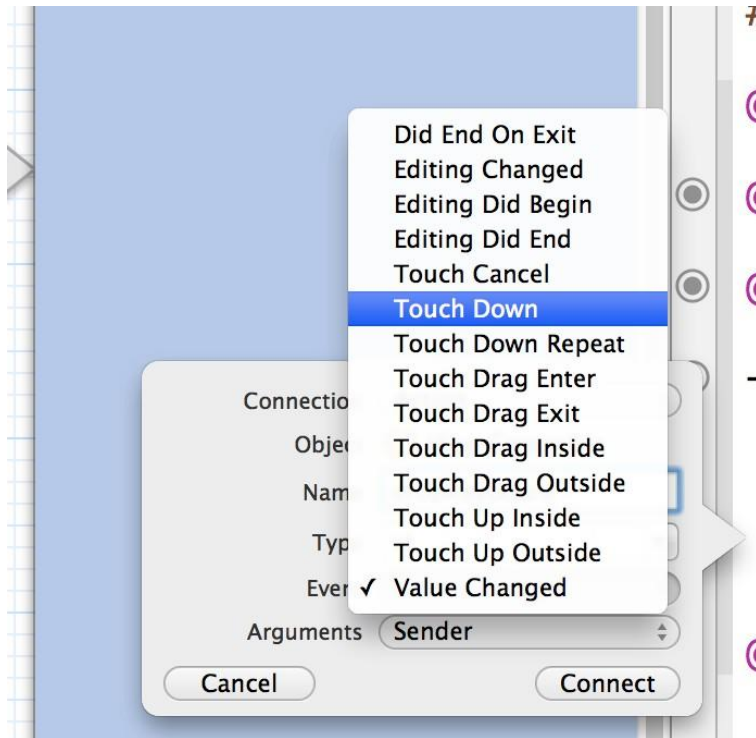 Did End On Exit
Editing Changed
Editing Did Begin
Editing Did End
Touch Cancel
Touch Down
Touch Down Repeat
Touch Drag Enter
Touch Drag Exit
Touch Drag Inside
Touch Drag Outside
Touch Up Inside
Touch Up Outside
✓ Value Changed
Connectio
Objec
Nam
Typ
Even
Arguments Sender
Cancel Connect
#
@
@
@
-
@